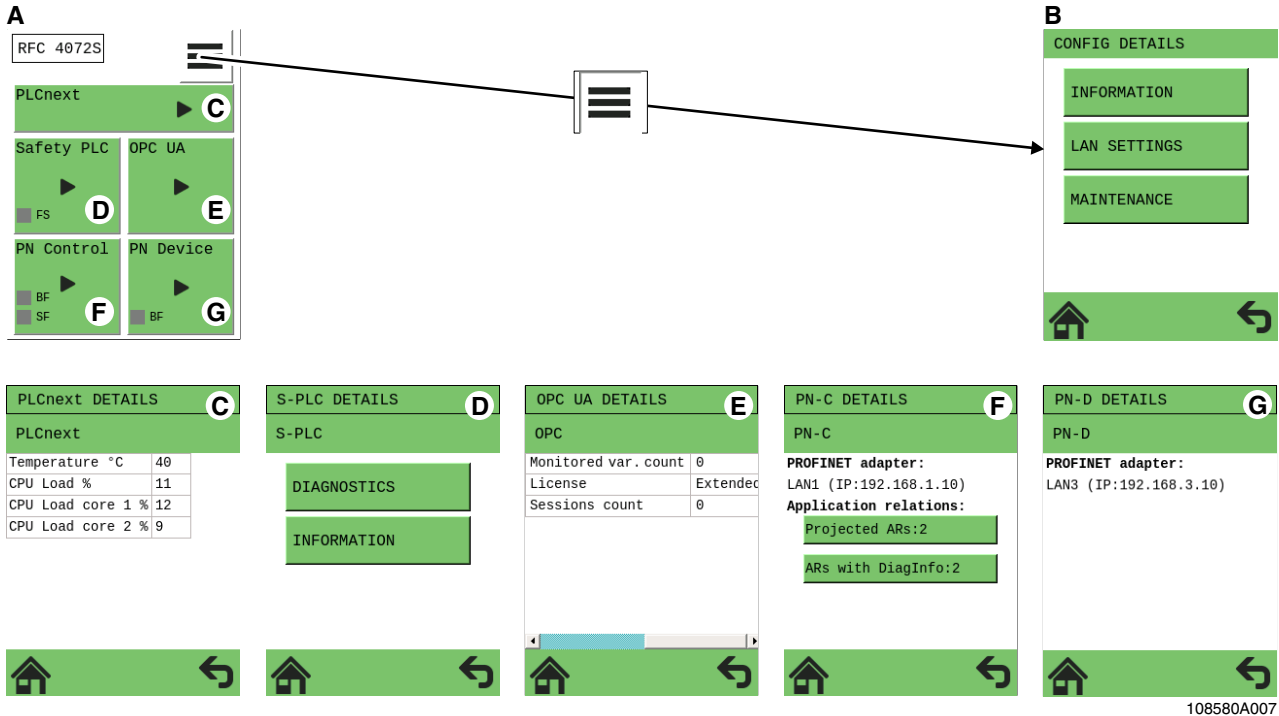 A
B
RFC 4072S
PLCnext
C
Safety PLC
OPC UA
FS
D
E
PN Control
PN Device
BF
SF
F
BF
G
CONFIG DETAILS
INFORMATION
LAN SETTINGS
MAINTENANCE
PLCnext DETAILS
C
PLCnext
Temperature °C 40
CPU Load % 11
CPU Load core 1 % 12
CPU Load core 2 % 9
S-PLC DETAILS
D
S-PLC
DIAGNOSTICS
INFORMATION
OPC UA DETAILS
E
OPC
Monitored var. count 0
License Extended
Sessions count 0
PN-C DETAILS
F
PN-C
PROFINET adapter:
LAN1 (IP:192.168.1.10)
Application relations:
Projected ARs:2
ARs with DiagInfo:2
PN-D DETAILS
G
PN-D
PROFINET adapter:
LAN3 (IP:192.168.3.10)
108580A007